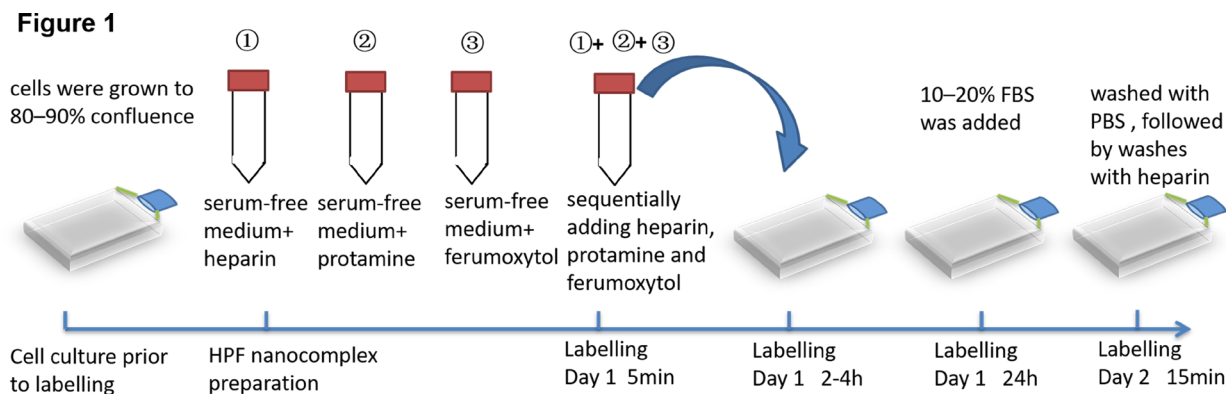 Figure 1
cells were grown to
80–90% confluence
①
②
③
①+ ②+ ③
serum-free
medium+
heparin
serum-free
medium+
protamine
serum-free
medium+
ferumoxytol
sequentially
adding heparin,
protamine and
ferumoxytol
10–20% FBS
was added
washed with
PBS , followed
by washes
with heparin
Cell culture prior
to labelling
HPF nanocomplex
preparation
Labelling
Day 1 5min
Labelling
Day 1 2-4h
Labelling
Day 1 24h
Labelling
Day 2 15min